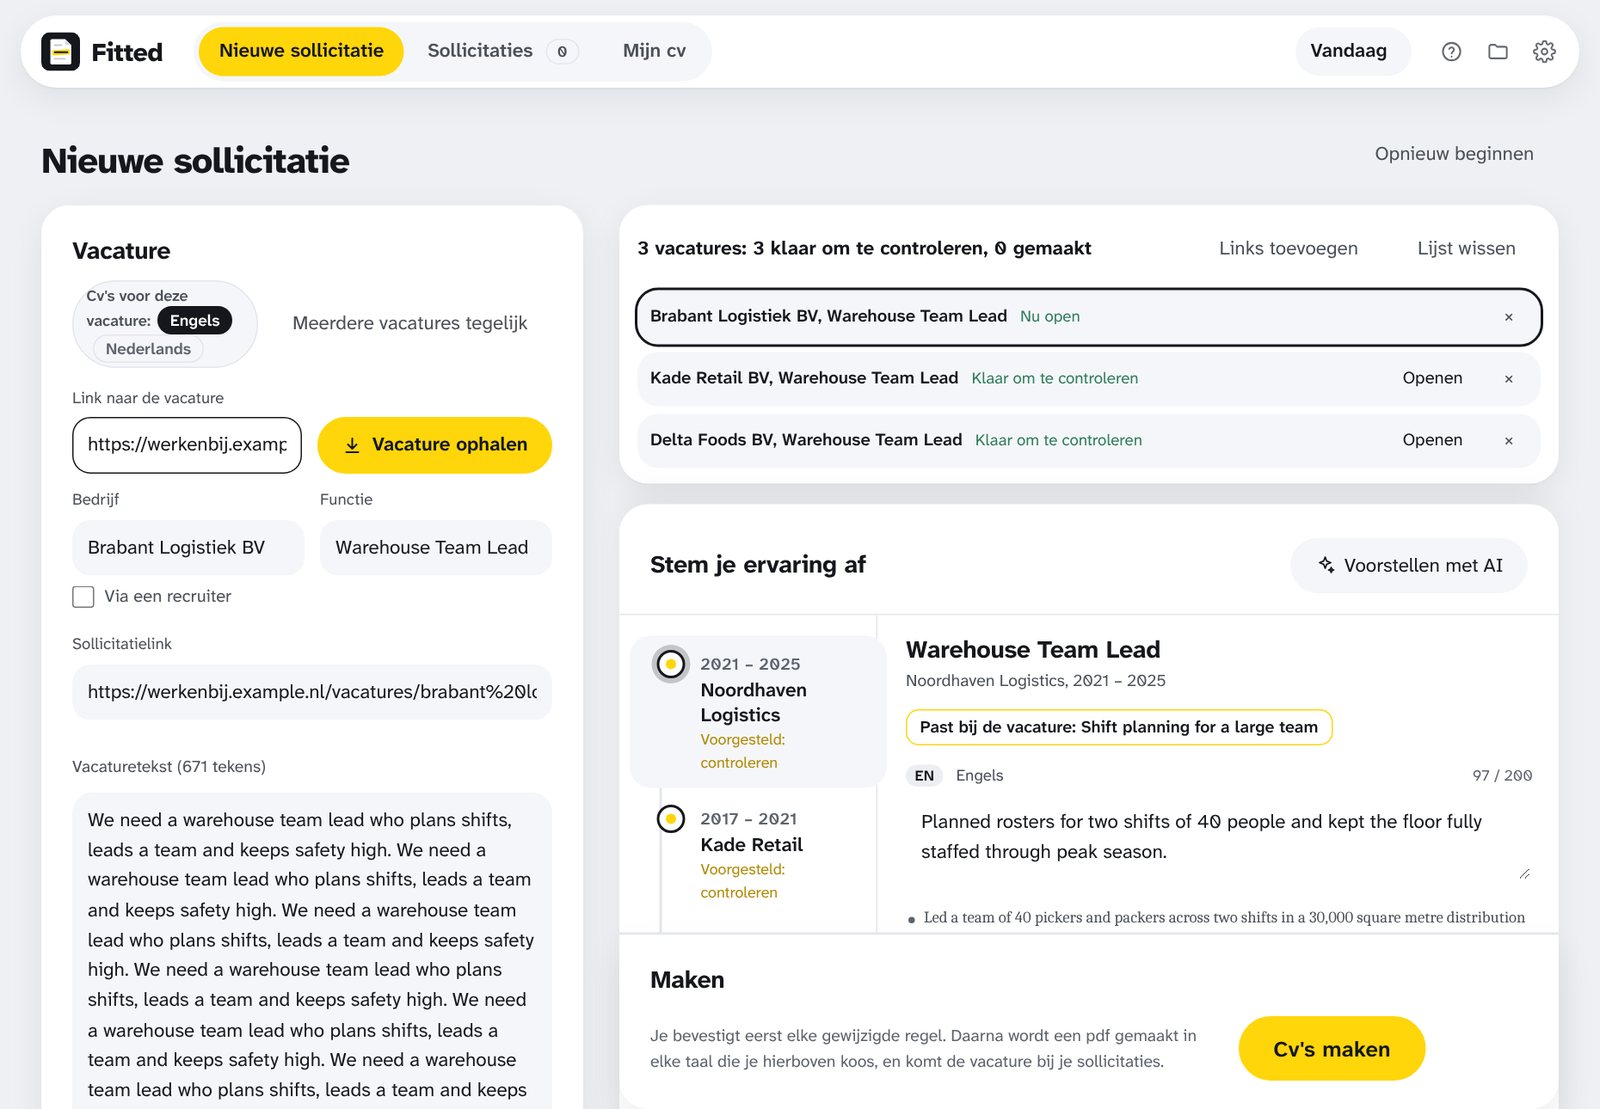 Fitted
Nieuwe sollicitatie
Sollicitaties 0
Mijn cv
Vandaag
Nieuwe sollicitatie
Opnieuw beginnen
Vacature
Cv's voor deze
vacature: Engels
Nederlands
Meerdere vacatures tegelijk
Link naar de vacature
https://werkenbij.examp
Vacature ophalen
Bedrijf
Functie
Brabant Logistiek BV
Warehouse Team Lead
Via een recruiter
Sollicitatielink
https://werkenbij.example.nl/vacatures/brabant%20lo
Vacaturetekst (671 tekens)
We need a warehouse team lead who plans shifts,
leads a team and keeps safety high. We need a
warehouse team lead who plans shifts, leads a team
and keeps safety high. We need a warehouse team
lead who plans shifts, leads a team and keeps safety
high. We need a warehouse team lead who plans
shifts, leads a team and keeps safety high. We need
a warehouse team lead who plans shifts, leads a
team and keeps safety high. We need a warehouse
team lead who plans shifts, leads a team and keeps
3 vacatures: 3 klaar om te controleren, 0 gemaakt
Links toevoegen
Lijst wissen
Brabant Logistiek BV, Warehouse Team Lead Nu open ×
Kade Retail BV, Warehouse Team Lead Klaar om te controleren Openen ×
Delta Foods BV, Warehouse Team Lead Klaar om te controleren Openen ×
Stem je ervaring af
Voorstellen met AI
2021 – 2025
Noordhaven
Logistics
Voorgesteld:
controleren
2017 – 2021
Kade Retail
Voorgesteld:
controleren
Warehouse Team Lead
Noordhaven Logistics, 2021 – 2025
Past bij de vacature: Shift planning for a large team
EN Engels 97 / 200
Planned rosters for two shifts of 40 people and kept the floor fully
staffed through peak season.
• Led a team of 40 pickers and packers across two shifts in a 30,000 square metre distribution
Maken
Je bevestigt eerst elke gewijzigde regel. Daarna wordt een pdf gemaakt in
elke taal die je hierboven koos, en komt de vacature bij je sollicitaties.
Cv's maken